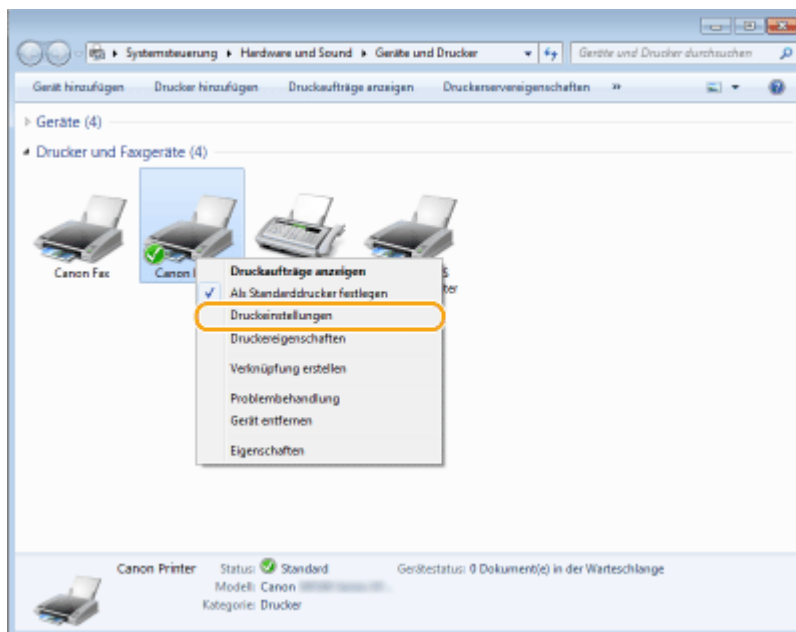 Systemsteuerung Hardware und Sound Geräte und Drucker Geräte und Drucker durchsuchen
Gerät hinzufügen Drucker hinzufügen Druckaufträge anzeigen Druckerservereigenschaften »
Geräte (4)
Drucker und Faxgeräte (4)
Canon Fax
Canon
Druckaufträge anzeigen
Als Standarddrucker festlegen
Druckeinstellungen
Druckereigenschaften
Verknüpfung erstellen
Problembehandlung
Gerät entfernen
Eigenschaften
Canon Printer Status: Standard Gerätestatus: 0 Dokument(e) in der Warteschlange
Modell: Canon
Kategorie: Drucker